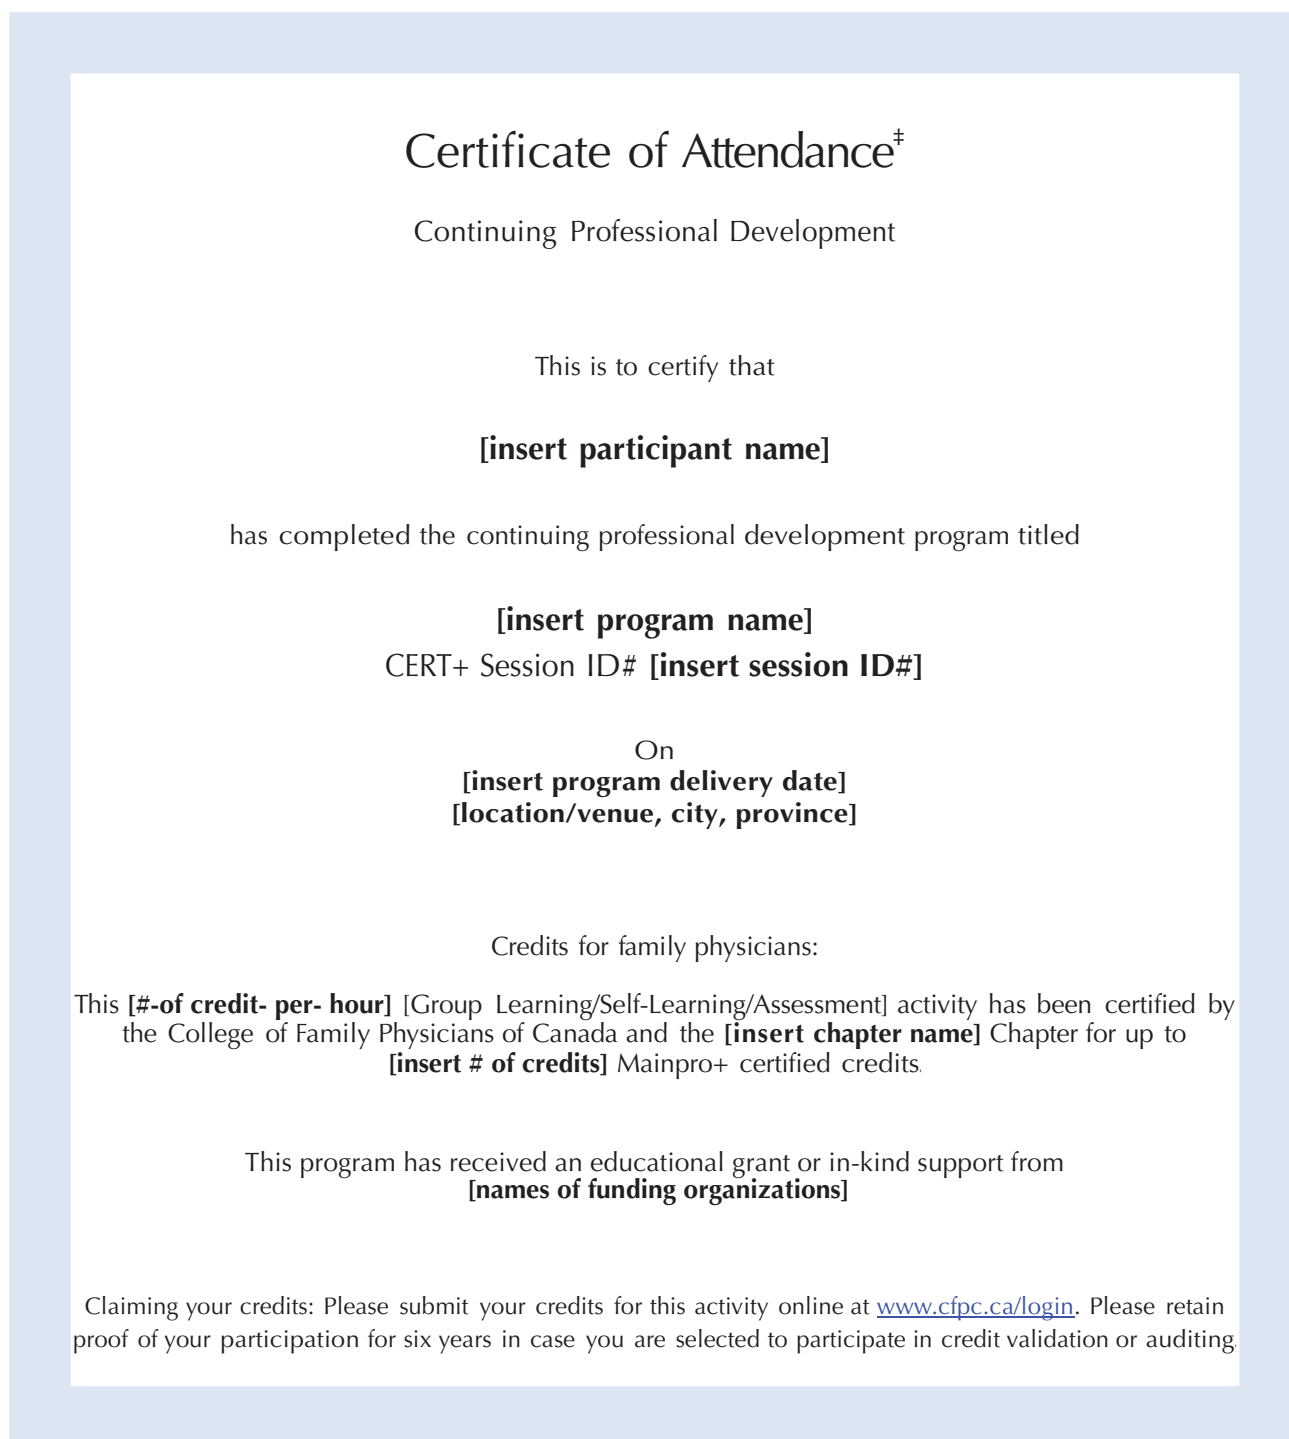 Certificate of Attendance‡
Continuing Professional Development
This is to certify that
[insert participant name]
has completed the continuing professional development program titled
[insert program name]
CERT+ Session ID# [insert session ID#]
On
[insert program delivery date]
[location/venue, city, province]
Credits for family physicians:
This [#-of credit- per- hour] [Group Learning/Self-Learning/Assessment] activity has been certified by
the College of Family Physicians of Canada and the [insert chapter name] Chapter for up to
[insert # of credits] Mainpro+ certified credits.
This program has received an educational grant or in-kind support from
[names of funding organizations]
Claiming your credits: Please submit your credits for this activity online at www.cfpc.ca/login. Please retain
proof of your participation for six years in case you are selected to participate in credit validation or auditing.